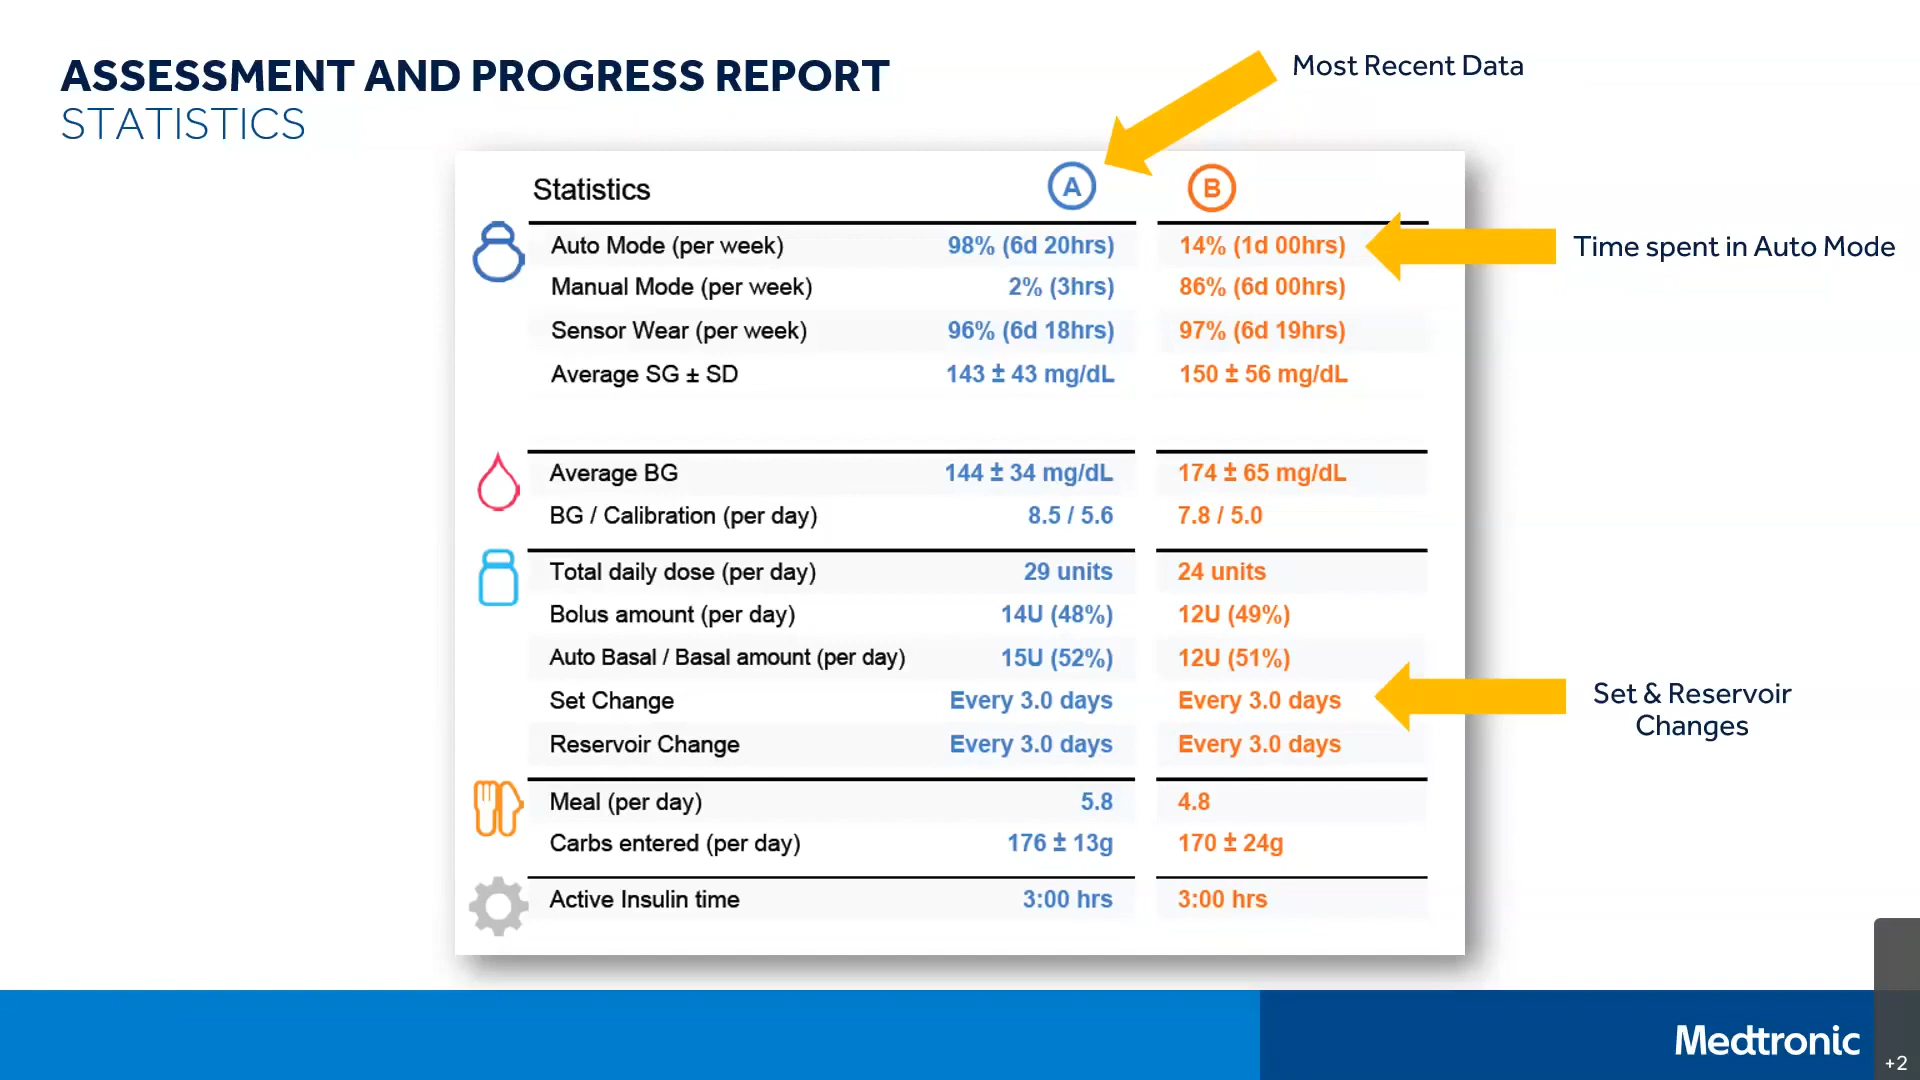 ASSESSMENT AND PROGRESS REPORT
STATISTICS
Most Recent Data
Statistics A B
Auto Mode (per week) 98% (6d 20hrs) 14% (1d 00hrs)
Time spent in Auto Mode
Manual Mode (per week) 2% (3hrs) 86% (6d 00hrs)
Sensor Wear (per week) 96% (6d 18hrs) 97% (6d 19hrs)
Average SG ± SD 143 ± 43 mg/dL 150 ± 56 mg/dL
Average BG 144 ± 34 mg/dL 174 ± 65 mg/dL
BG / Calibration (per day) 8.5 / 5.6 7.8 / 5.0
Total daily dose (per day) 29 units 24 units
Bolus amount (per day) 14U (48%) 12U (49%)
Auto Basal / Basal amount (per day) 15U (52%) 12U (51%)
Set Change Every 3.0 days Every 3.0 days
Set & Reservoir
Changes
Reservoir Change Every 3.0 days Every 3.0 days
Meal (per day) 5.8 4.8
Carbs entered (per day) 176 ± 13g 170 ± 24g
Active Insulin time 3:00 hrs 3:00 hrs
Medtronic
+2